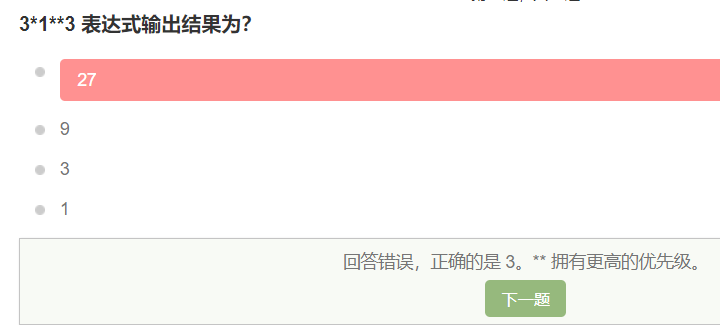 3*1**3 表达式输出结果为?
27
9
3
1
回答错误，正确的是 3。** 拥有更高的优先级。
下一题